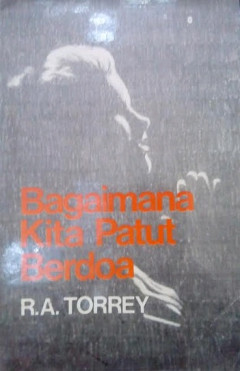 Bagaimana
Kita Patut
Berdoa
R.A. TORREY